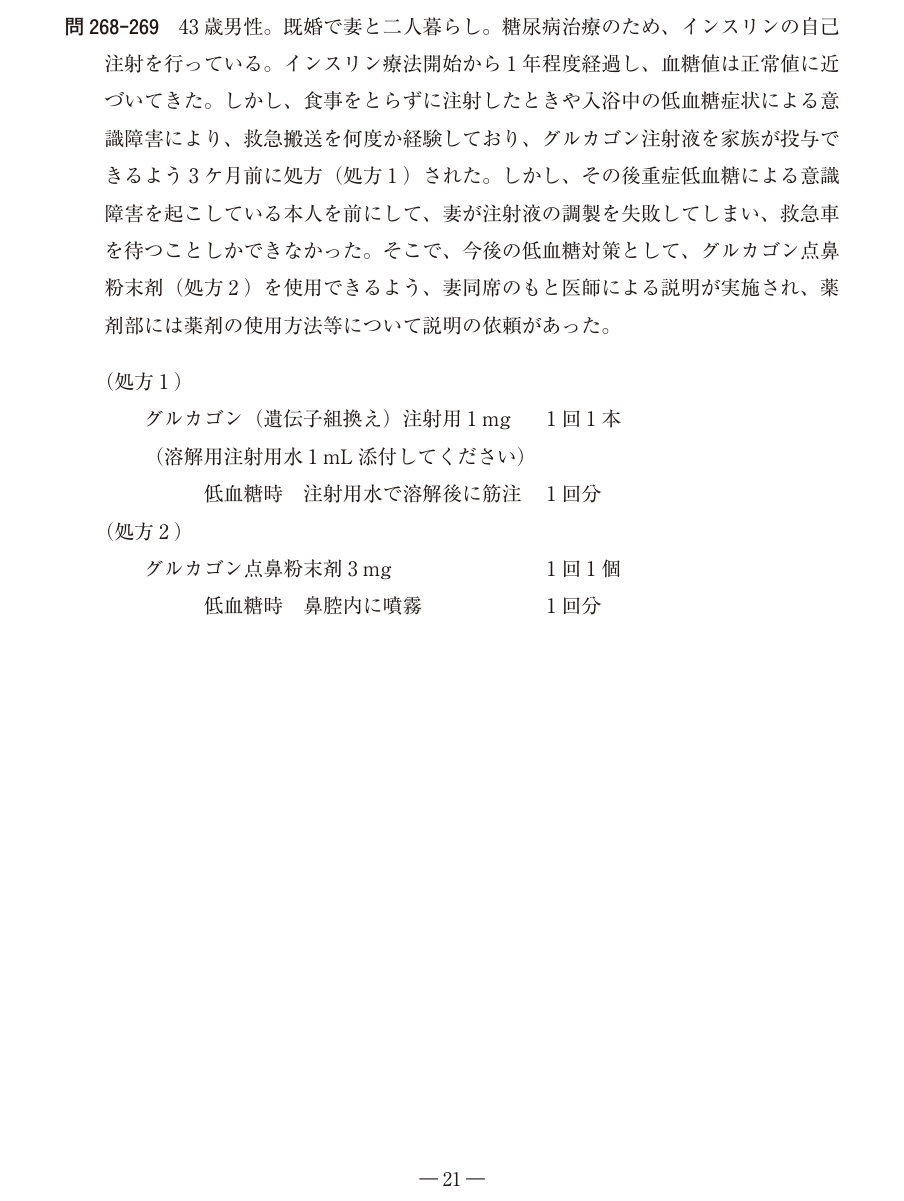 問 268-269　43 歳男性。既婚で妻と二人暮らし。糖尿病治療のため、インスリンの自己
注射を行っている。インスリン療法開始から１年程度経過し、血糖値は正常値に近
づいてきた。しかし、食事をとらずに注射したときや入浴中の低血糖症状による意
識障害により、救急搬送を何度か経験しており、グルカゴン注射液を家族が投与で
きるよう３ケ月前に処方（処方１）された。しかし、その後重症低血糖による意識
障害を起こしている本人を前にして、妻が注射液の調製を失敗してしまい、救急車
を待つことしかできなかった。そこで、今後の低血糖対策として、グルカゴン点鼻
粉末剤（処方２）を使用できるよう、妻同席のもと医師による説明が実施され、薬
剤部には薬剤の使用方法等について説明の依頼があった。
（処方１）
グルカゴン（遺伝子組換え）注射用１mg　１回１本
（溶解用注射用水１mL 添付してください）
低血糖時　注射用水で溶解後に筋注　１回分
（処方２）
グルカゴン点鼻粉末剤３mg　１回１個
低血糖時　鼻腔内に噴霧　１回分
— 21 —